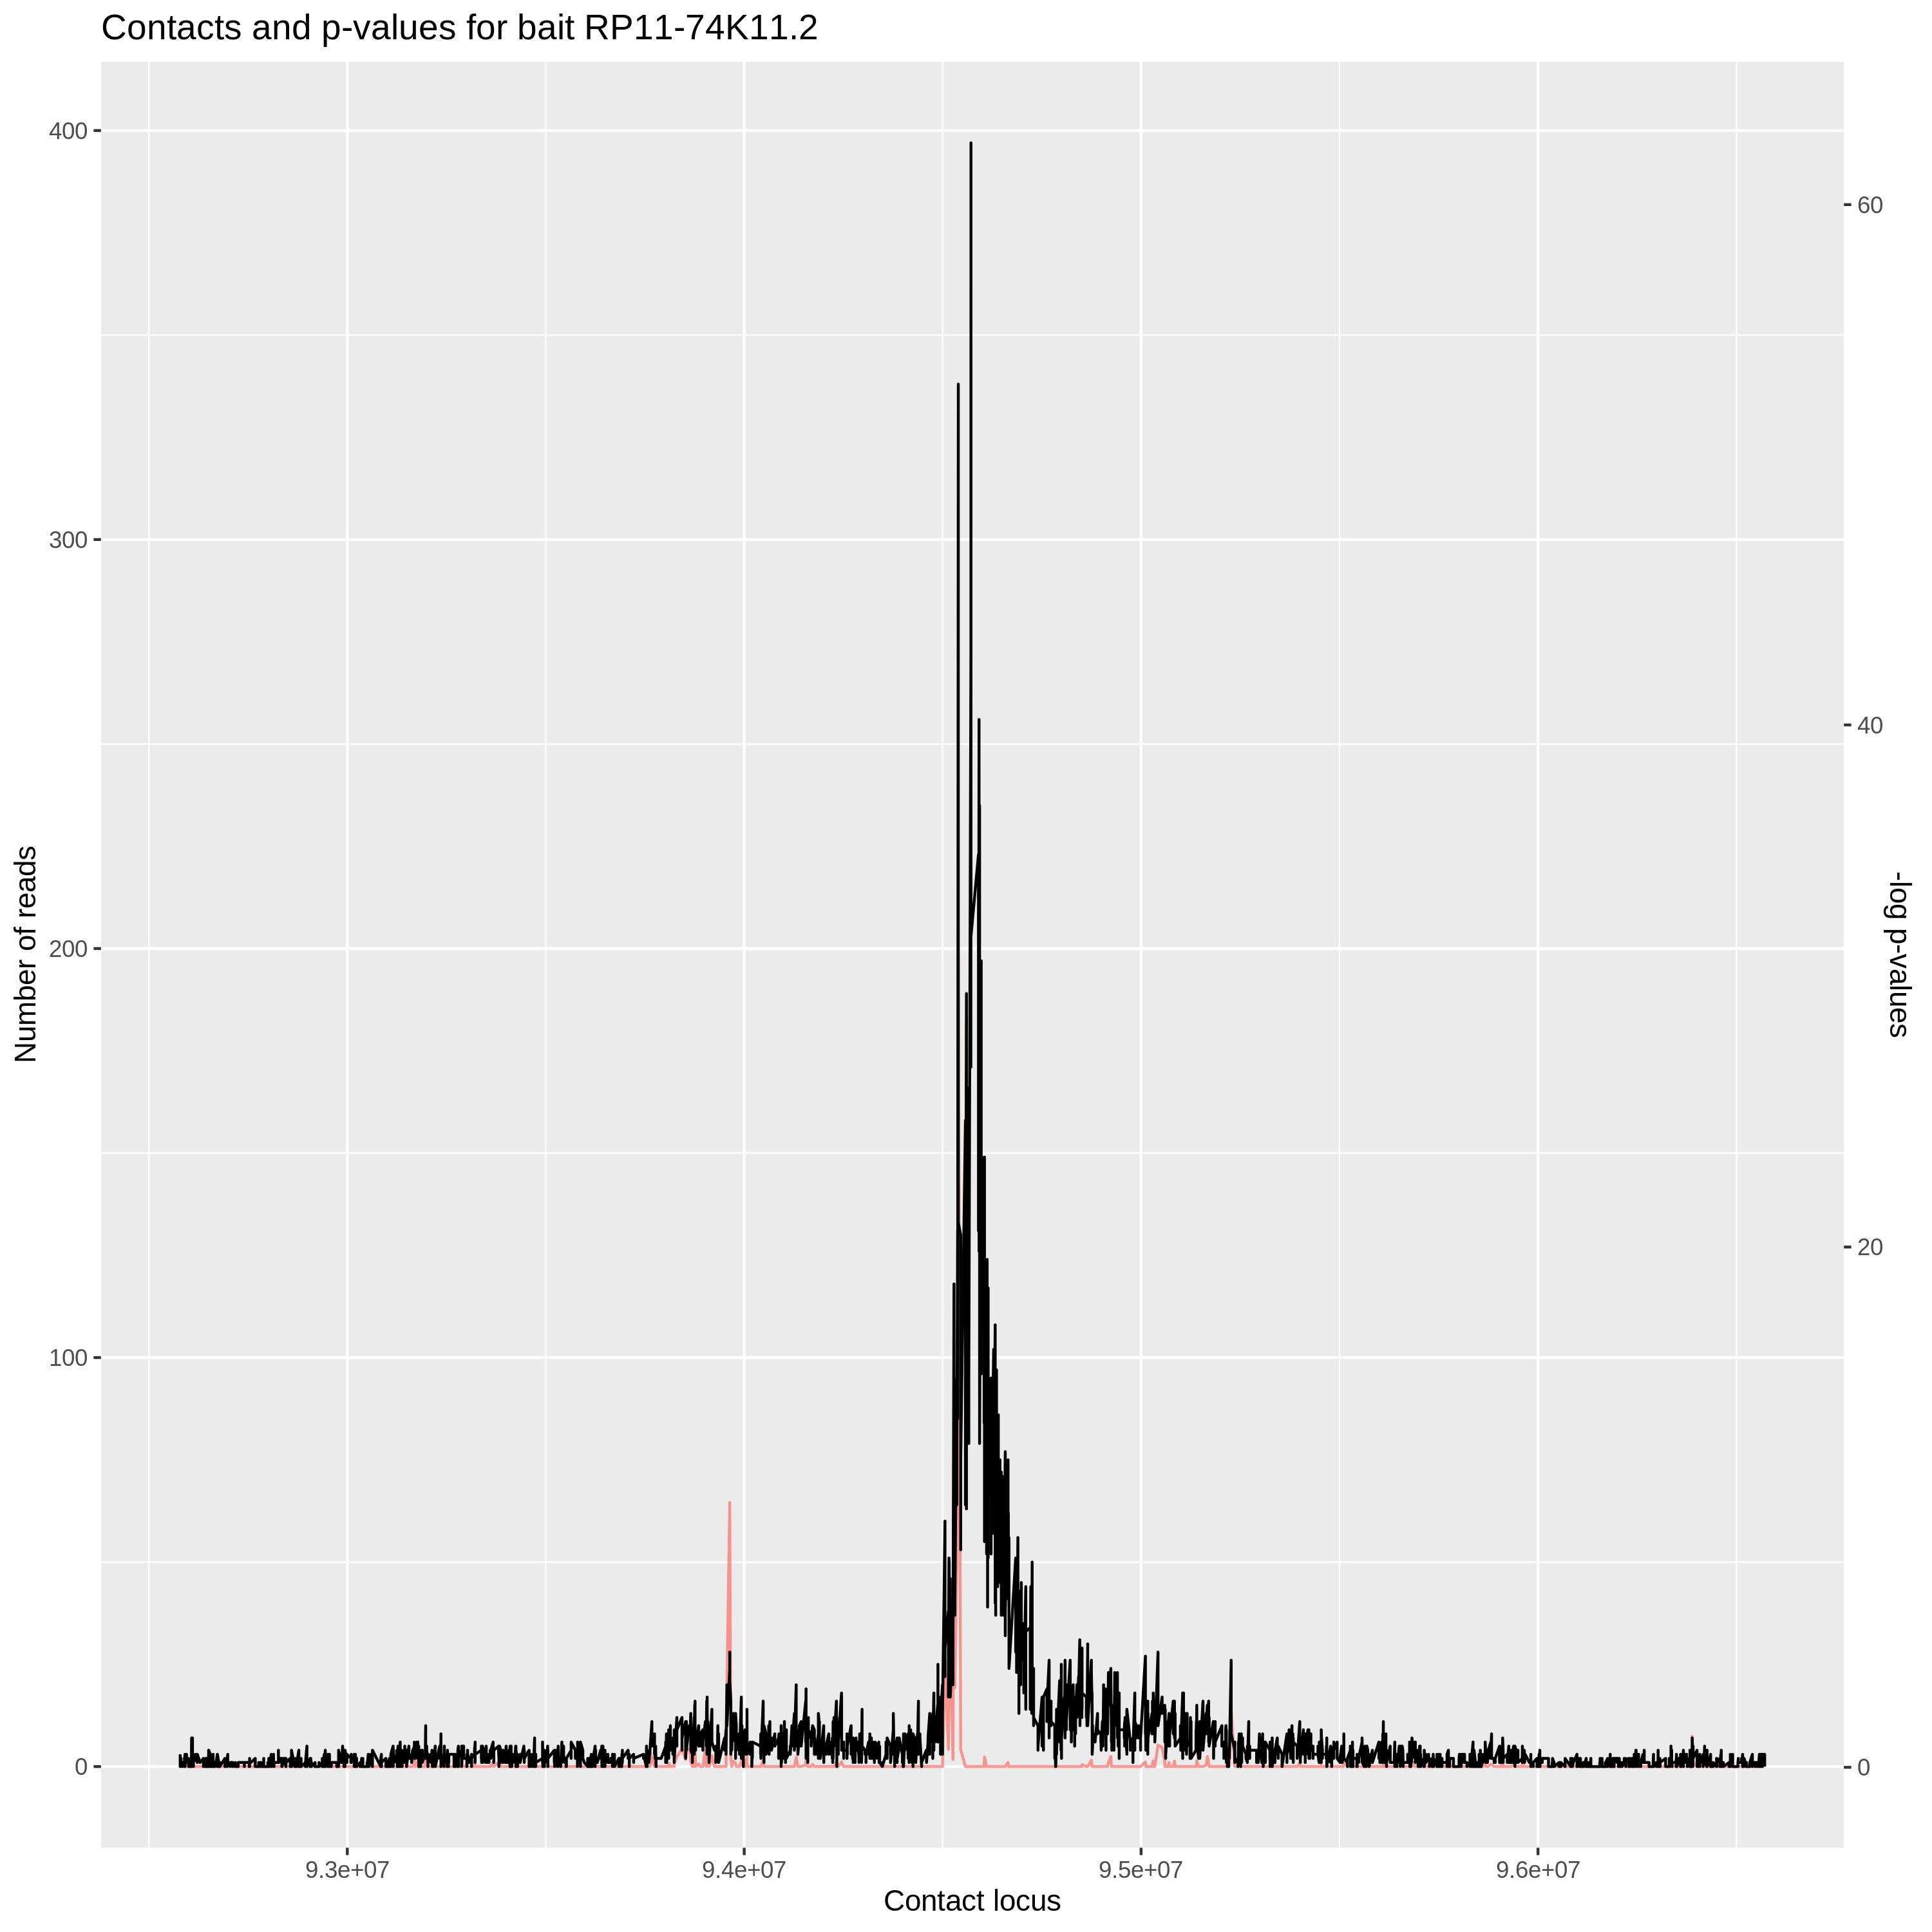 Contacts and p-values for bait RP11-74K11.2
400
300
200
100
0
60
40
20
0
Number of reads
-log p-values
9.3e+07 9.4e+07 9.5e+07 9.6e+07
Contact locus